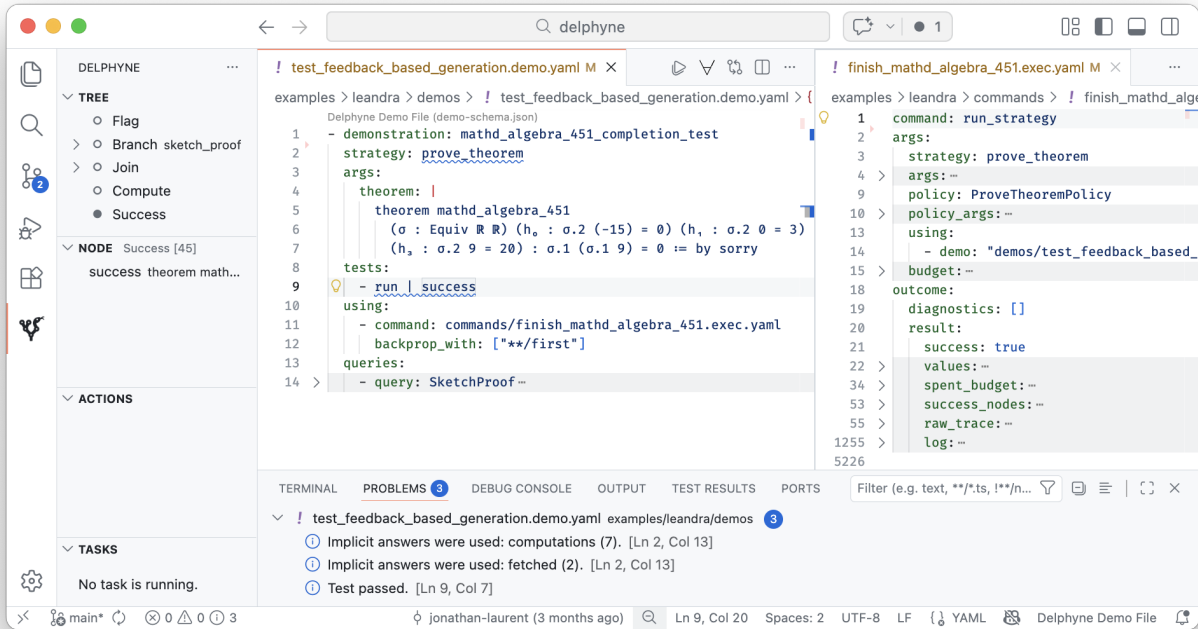 delphyne
1
DELPHYNE
TREE
Flag
Branch sketch_proof
Join
Compute
Success
NODE Success [45]
success theorem math...
ACTIONS
TASKS
No task is running.
2
test_feedback_based_generation.demo.yaml M
examples > leandra > demos > ! test_feedback_based_generation.demo.yaml > {
Delphyne Demo File (demo-schema.json)
1 - demonstration: mathd_algebra_451_completion_test
2 strategy: prove_theorem
3 args:
4 theorem: |
5 theorem mathd_algebra_451
6 (σ : Equiv ℝ ℝ) (h₀ : σ.2 (-15) = 0) (h₁ : σ.2 0 = 3)
7 (h₃ : σ.2 9 = 20) : σ.1 (σ.1 9) = 0 := by sorry
8 tests:
9 - run | success
10 using:
11 - command: commands/finish_mathd_algebra_451.exec.yaml
12 backprop_with: ["**/first"]
13 queries:
14 - query: SketchProof⋯
! finish_mathd_algebra_451.exec.yaml M
examples > leandra > commands > ! finish_mathd_alge
1 command: run_strategy
2 args:
3 strategy: prove_theorem
4 args:⋯
9 policy: ProveTheoremPolicy
10 policy_args:⋯
13 using:
14 - demo: "demos/test_feedback_based_
15 budget:⋯
18 outcome:
19 diagnostics: []
20 result:
21 success: true
22 values:⋯
34 spent_budget:⋯
53 success_nodes:⋯
55 raw_trace:⋯
1255 log:⋯
5226
TERMINAL PROBLEMS 3 DEBUG CONSOLE OUTPUT TEST RESULTS PORTS Filter (e.g. text, **/*.ts, !**/n...
! test_feedback_based_generation.demo.yaml examples/leandra/demos 3
Implicit answers were used: computations (7). [Ln 2, Col 13]
Implicit answers were used: fetched (2). [Ln 2, Col 13]
Test passed. [Ln 9, Col 7]
main* 0 0 3 jonathan-laurent (3 months ago) Ln 9, Col 20 Spaces: 2 UTF-8 LF {} YAML Delphyne Demo File